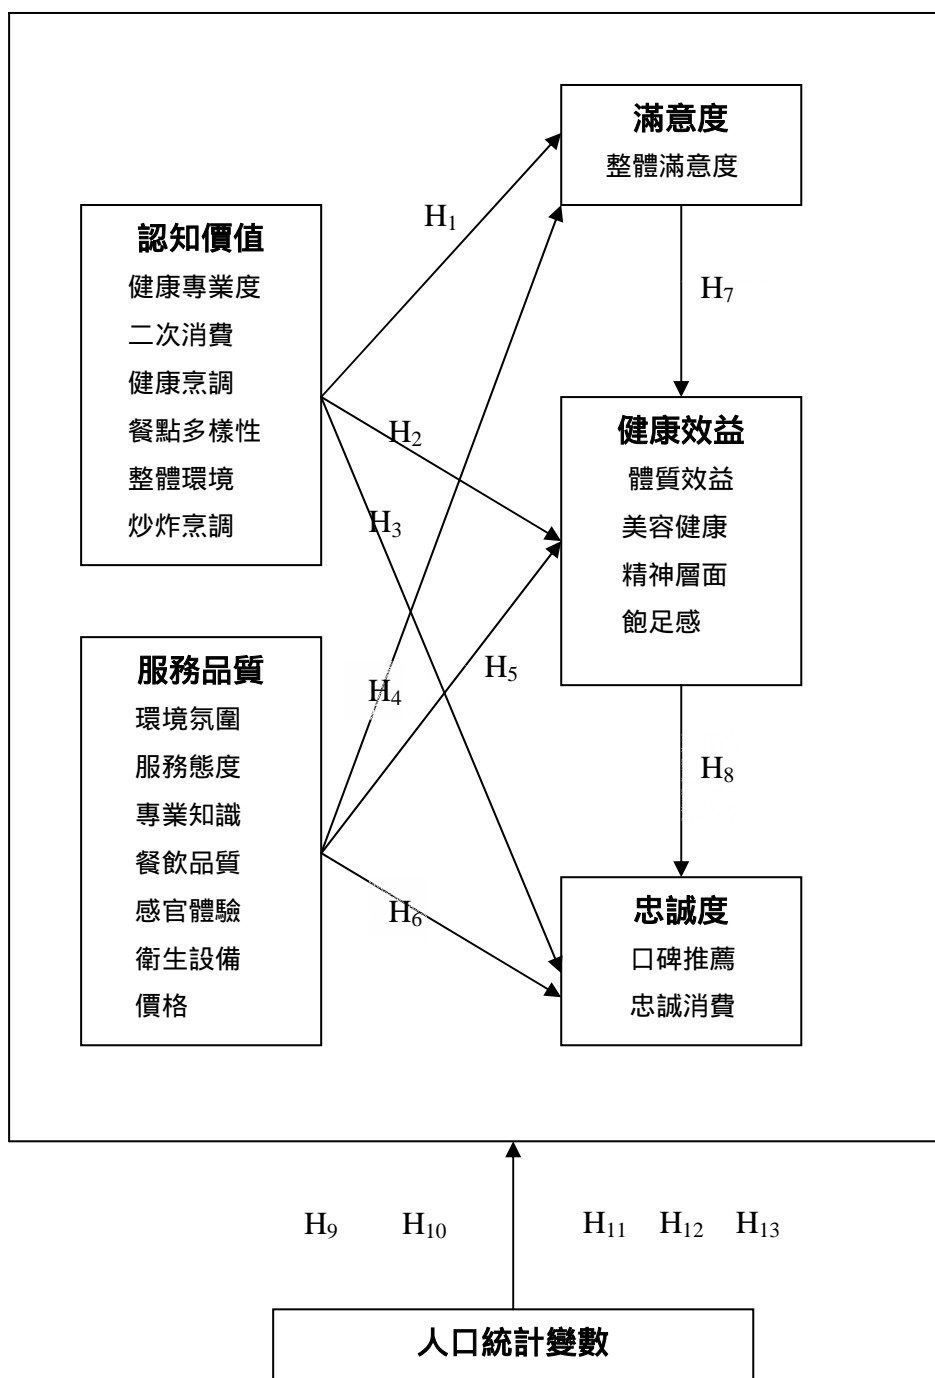 滿意度
整體滿意度
H1
認知價值
健康專業度
二次消費
健康烹調
餐點多樣性
整體環境
炒炸烹調
H7
H2
健康效益
體質效益
美容健康
精神層面
飽足感
H3
服務品質
環境氛圍
服務態度
專業知識
餐飲品質
感官體驗
衛生設備
價格
H4
H5
H8
H6
忠誠度
口碑推薦
忠誠消費
H9 H10 H11 H12 H13
人口統計變數